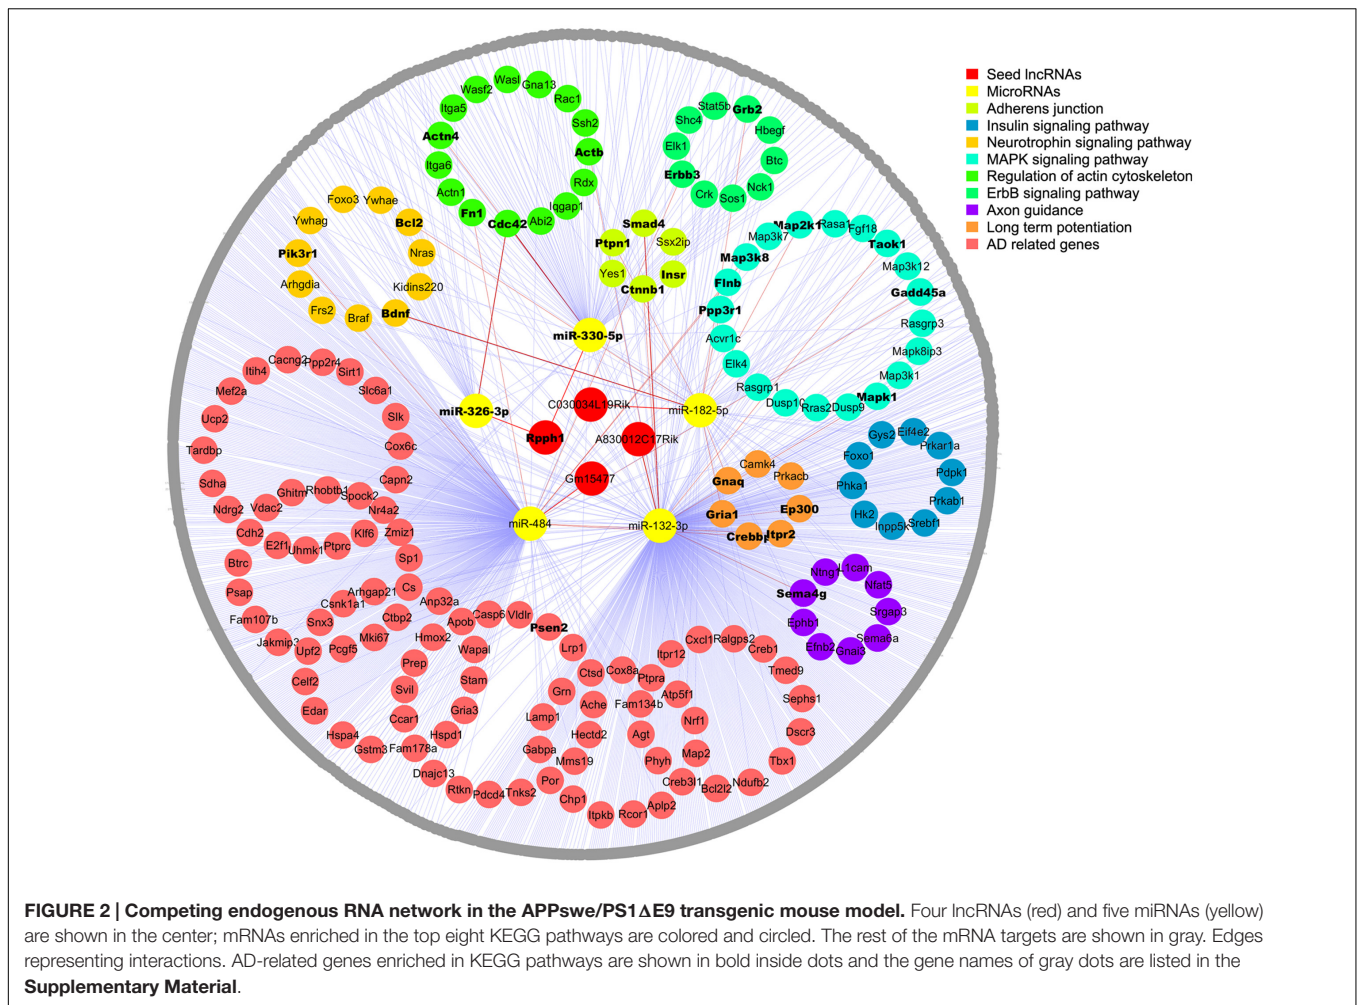 Seed lncRNAs
MicroRNAs
Adherens junction
Insulin signaling pathway
Neurotrophin signaling pathway
MAPK signaling pathway
Regulation of actin cytoskeleton
ErbB signaling pathway
Axon guidance
Long term potentiation
AD related genes
Wasl
Gna13
Wasf2
Rac1
Itga5
Ssh2
Actn4
Actb
Itga6
Rdx
Actn1
Iqgap1
Fn1
Abi2
Cdc42
Stat5b
Grb2
Shc4
Hbegf
Elk1
Btc
Erbb3
Nck1
Crk
Sos1
Foxo3
Ywhae
Ywhag
Bcl2
Pik3r1
Nras
Arhgdia
Kidins220
Frs2
Braf
Bdnf
Smad4
Ptpn1
Ssx2ip
Yes1
Insr
Ctnnb1
Map2k1
Rasa1
Fgf18
Map3k7
Taok1
Map3k8
Map3k12
Flnb
Gadd45a
Ppp3r1
Rasgrp3
Acvr1c
Mapk8ip3
Elk4
Map3k1
Rasgrp1
Mapk1
Dusp10
Rras2
Dusp9
miR-330-5p
miR-326-3p
miR-182-5p
miR-484
miR-132-3p
C030034L19Rik
Rpph1
A830012C17Rik
Gm15477
Camk4
Gnaq
Prkacb
Gria1
Ep300
Crebbp
Itpr2
Gys2
Eif4e2
Prkar1a
Foxo1
Pdpk1
Phka1
Prkab1
Hk2
Inpp5k
Srebf1
Ntng1
L1cam
Nfat5
Sema4g
Srgap3
Ephb1
Sema6a
Efnb2
Gnai3
Cacng2
Ppp2r4
Itih4
Sirt1
Mef2a
Slc6a1
Ucp2
Slk
Tardbp
Cox6c
Sdha
Capn2
Ndrg2
Vdac2
Ghitm
Rhobtb1
Spock2
Nr4a2
Cdh2
E2f1
Uhmk1
Ptprc
Klf6
Zmiz1
Btrc
Sp1
Psap
Cs
Arhgap21
Csnk1a1
Anp32a
Fam107b
Snx3
Ctbp2
Apob
Casp6
Vldlr
Jakmip3
Upf2
Pcgf5
Mki67
Hmox2
Psen2
Celf2
Prep
Wapal
Lrp1
Edar
Svil
Stam
Hspa4
Ccar1
Gria3
Gstm3
Fam178a
Hspd1
Dnajc13
Rtkn
Pdcd4
Tnks2
Por
Grn
Ctsd
Cox8a
Ptpra
Itpr12
Cxcl1
Ralgps2
Creb1
Tmed9
Lamp1
Ache
Fam134b
Atp5f1
Sephs1
Gabpa
Hectd2
Agt
Nrf1
Dscr3
Mms19
Phyh
Map2
Tbx1
Chp1
Creb3l1
Ndufb2
Itpkb
Rcor1
Aplp2
Bcl2l2
FIGURE 2 | Competing endogenous RNA network in the APPswe/PS1ΔE9 transgenic mouse model. Four lncRNAs (red) and five miRNAs (yellow)
are shown in the center; mRNAs enriched in the top eight KEGG pathways are colored and circled. The rest of the mRNA targets are shown in gray. Edges
representing interactions. AD-related genes enriched in KEGG pathways are shown in bold inside dots and the gene names of gray dots are listed in the
Supplementary Material.